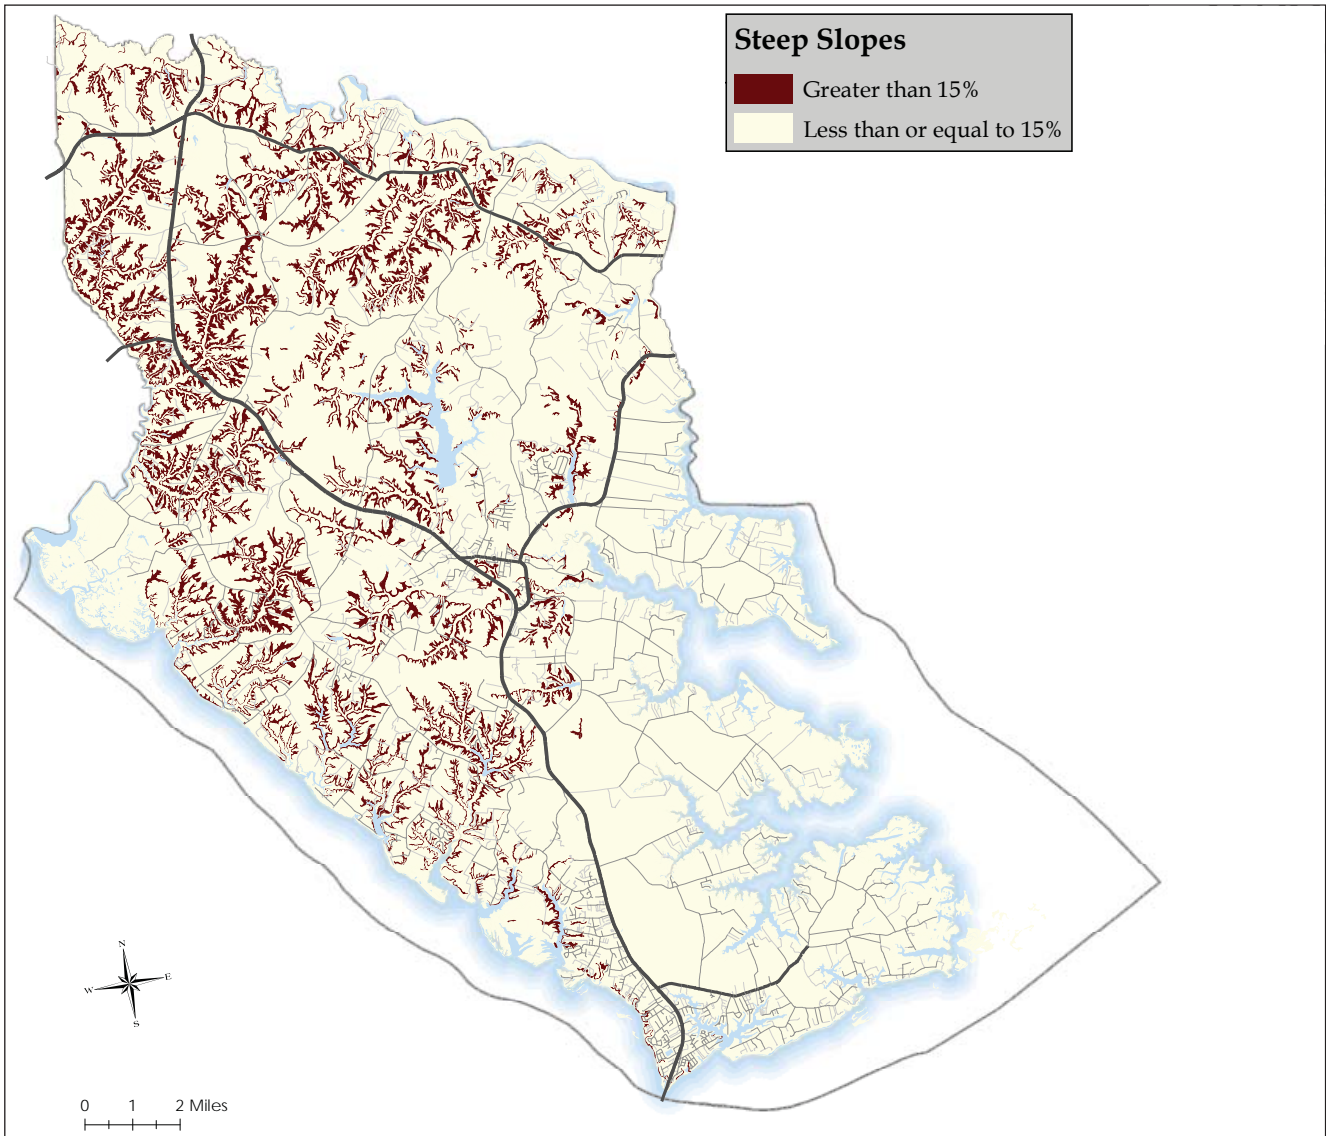 Steep Slopes
Greater than 15%
Less than or equal to 15%
N
W E
S
0 1 2 Miles